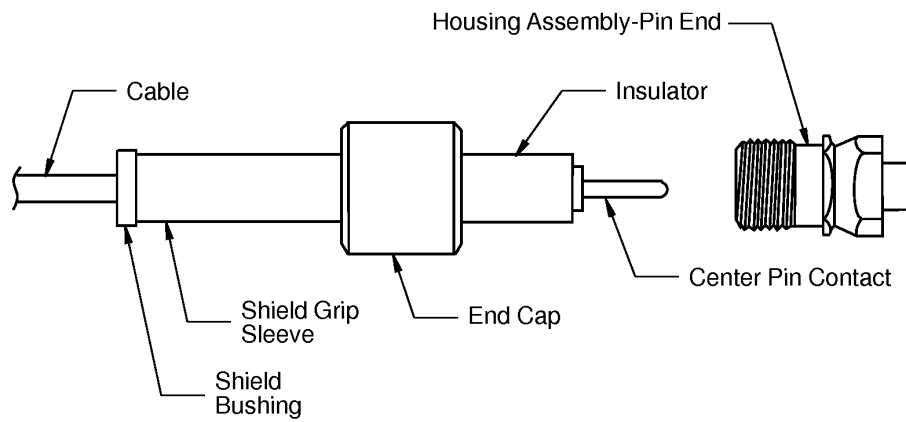 Housing Assembly-Pin End
Cable
Insulator
Center Pin Contact
Shield Grip
Sleeve
End Cap
Shield
Bushing